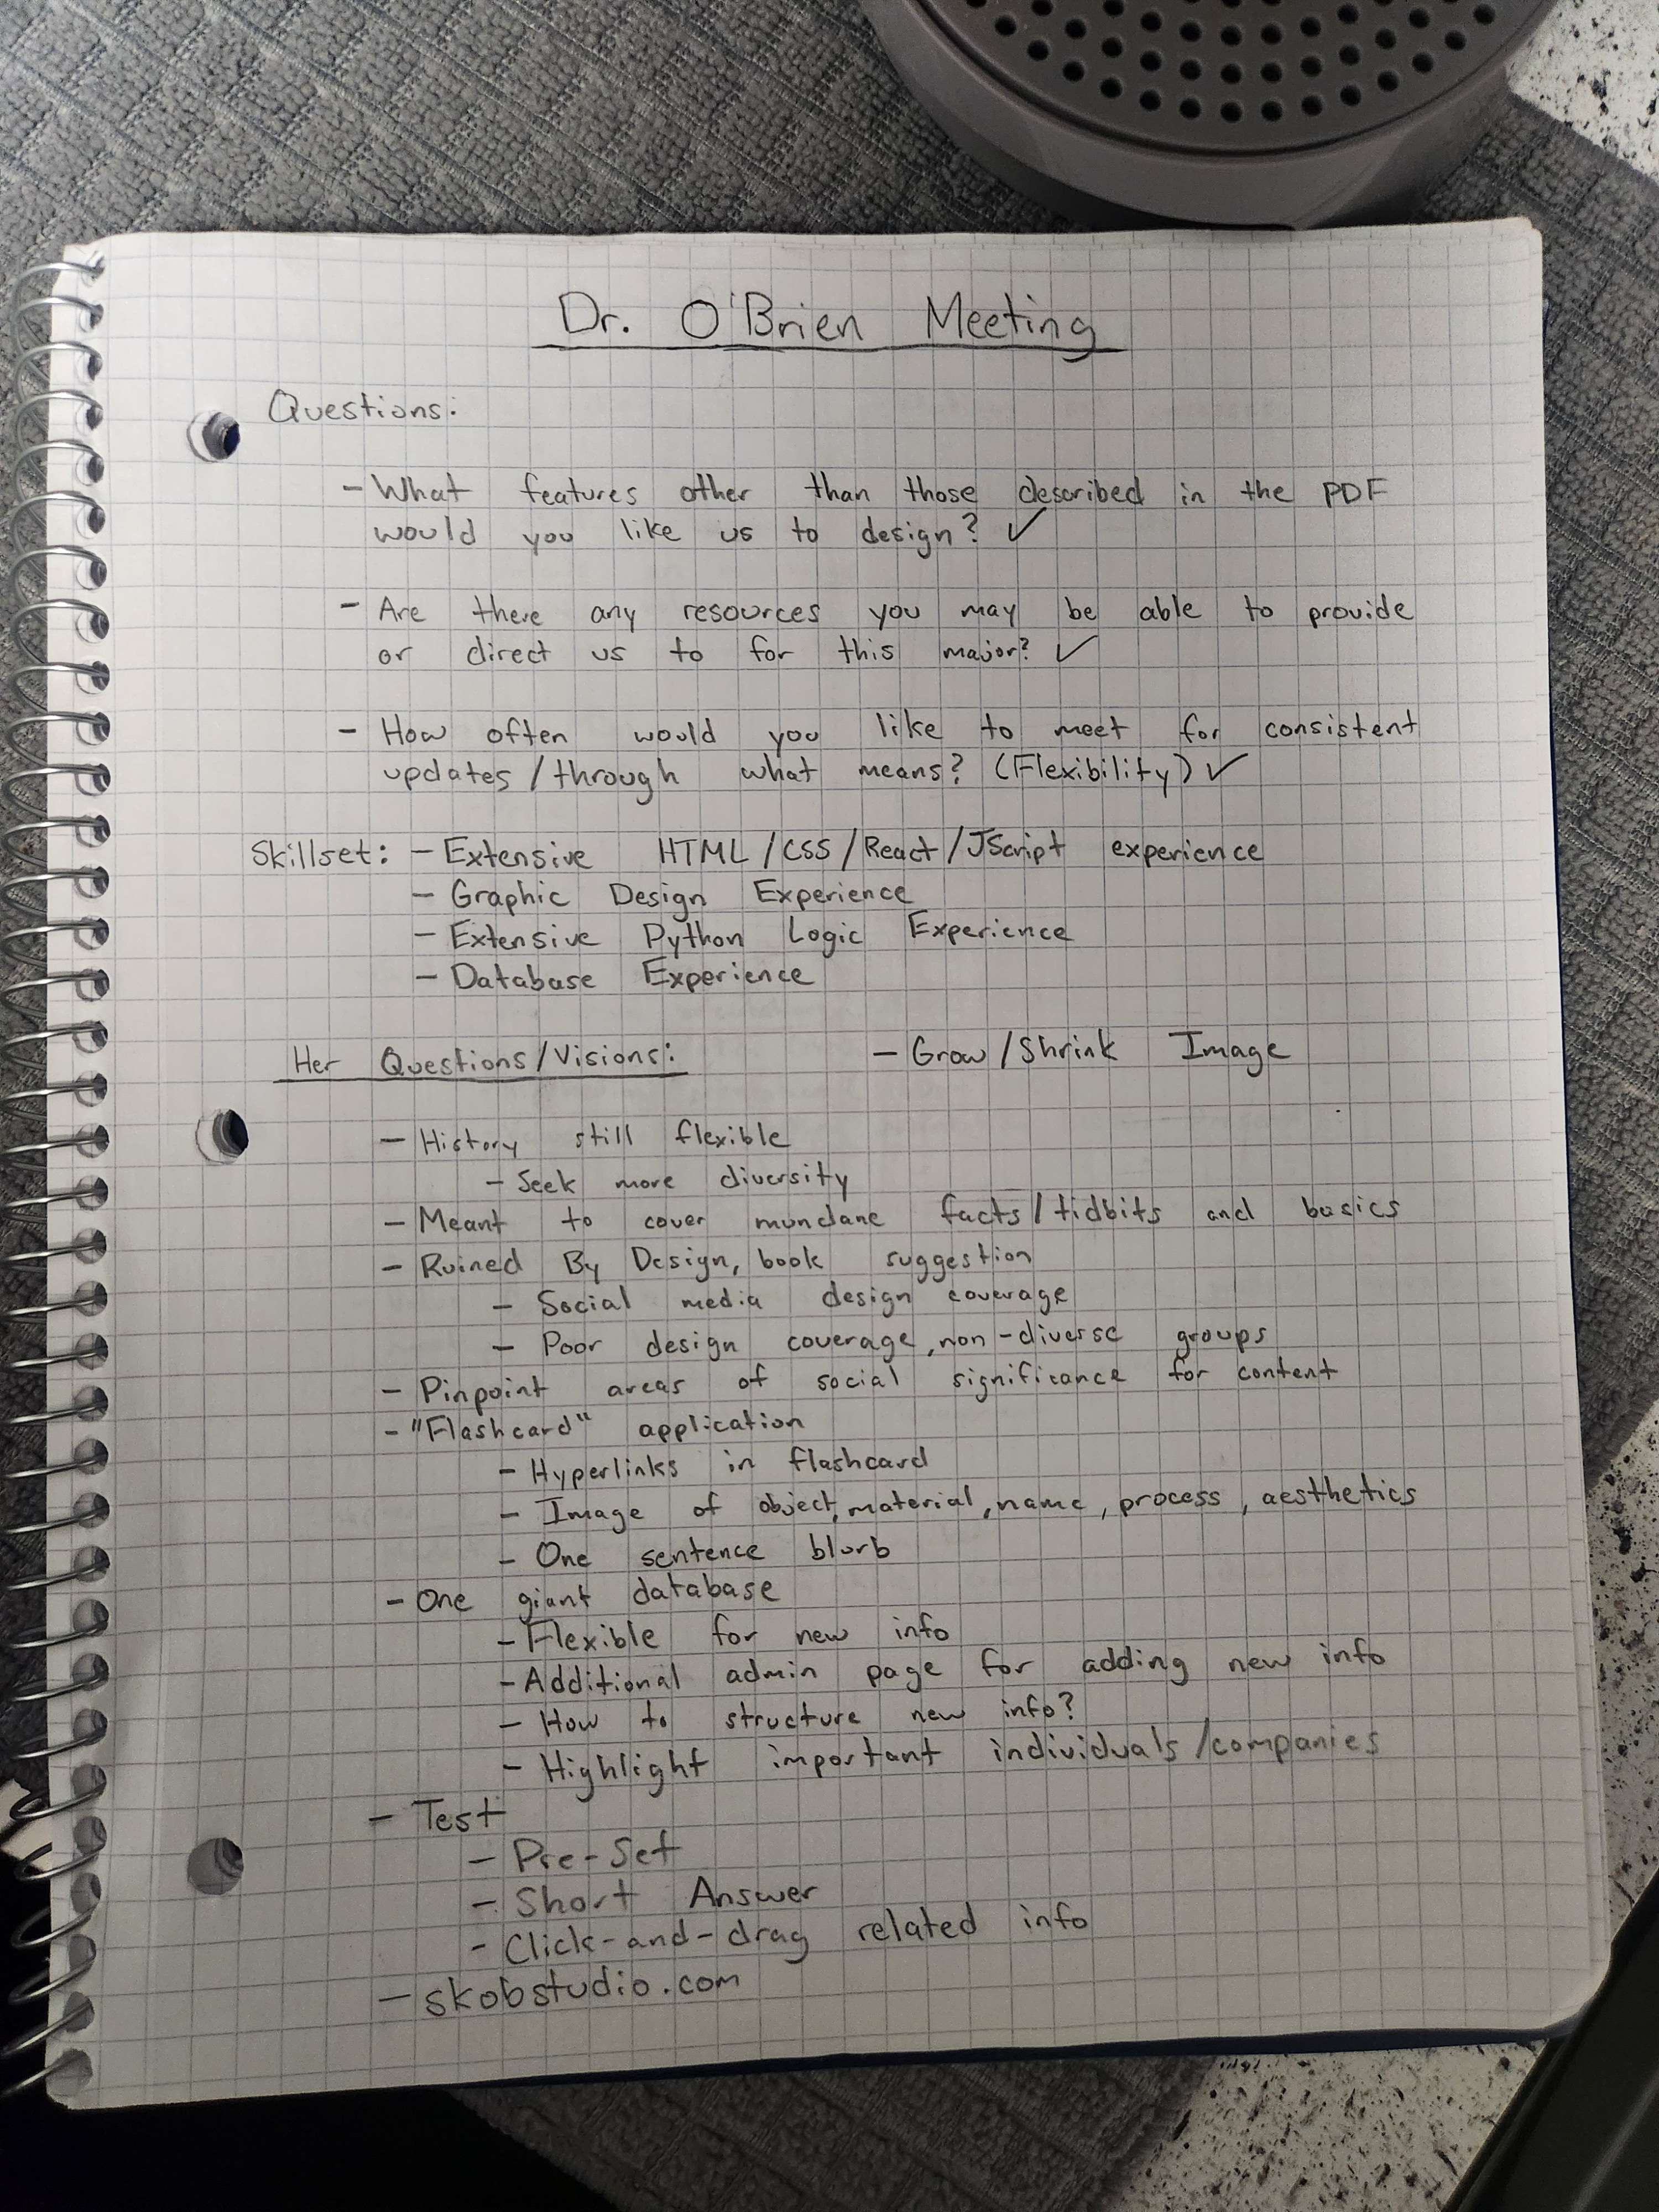 Dr. O'Brien Meeting
Questions:
- What features other than those described in the PDF
would you like us to design? ✓
- Are there any resources you may be able to provide
or direct us to for this major? ✓
- How often would you like to meet for consistent
updates/through what means? (Flexibility) ✓
Skillset: - Extensive HTML/CSS/React/JScript experience
- Graphic Design Experience
- Extensive Python Logic Experience
- Database Experience
Her Questions/Visions: - Grow/Shrink Image
- History still flexible
- Seek more diversity
- Meant to cover mundane facts/tidbits and basics
- Ruined By Design, book suggestion
- Social media design coverage
- Poor design coverage, non-diverse groups
- Pinpoint areas of social significance for content
- "Flashcard" application
- Hyperlinks in flashcard
- Image of object, material, name, process, aesthetics
- One sentence blurb
- One giant database
- Flexible for new info
- Additional admin page for adding new info
- How to structure new info?
- Highlight important individuals/companies
- Test
- Pre-Set
- Short Answer
- Click-and-drag related info
- skobstudio.com